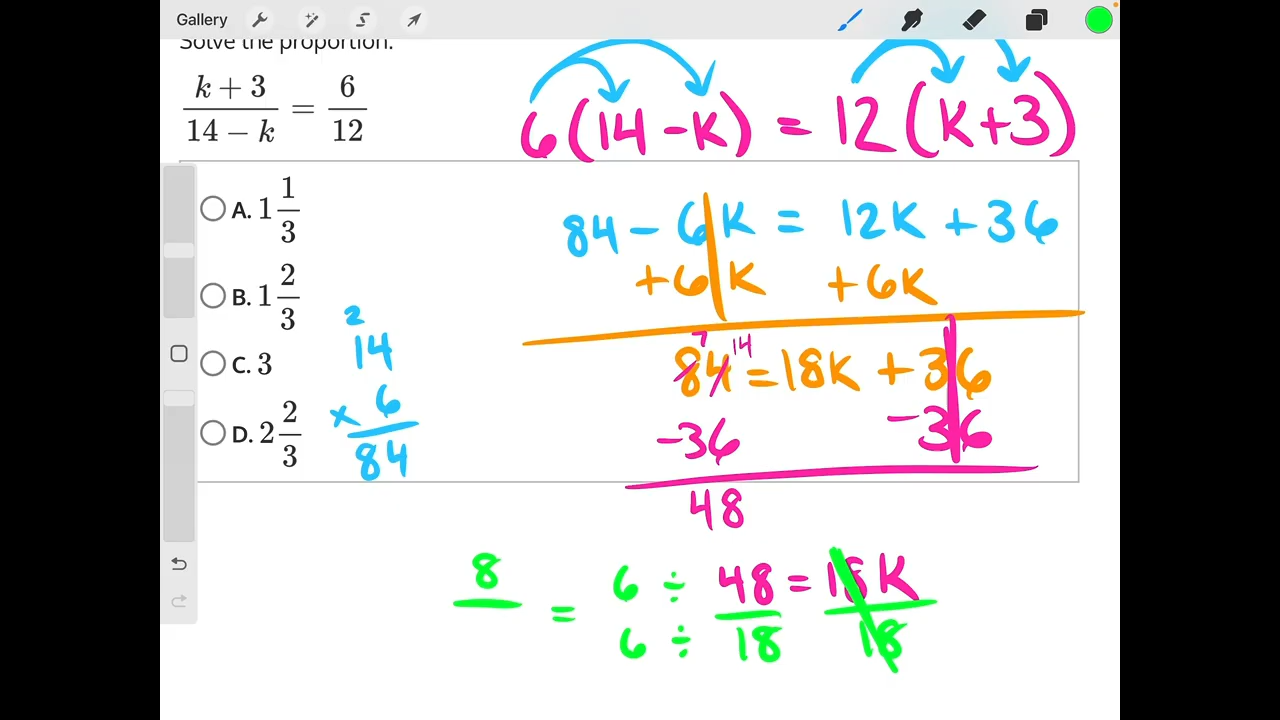 Gallery
Solve the proportion.
k + 3 / 14 − k = 6 / 12
6(14 - K) = 12(K+3)
A. 1 1/3
B. 1 2/3
C. 3
D. 2 2/3
84 - 6K = 12K + 36
+6K +6K
7 14
84 = 18K + 36
-36 -36
48
2
14
x 6
84
8 = 6 ÷ 48 = 18K
6 ÷ 18 18